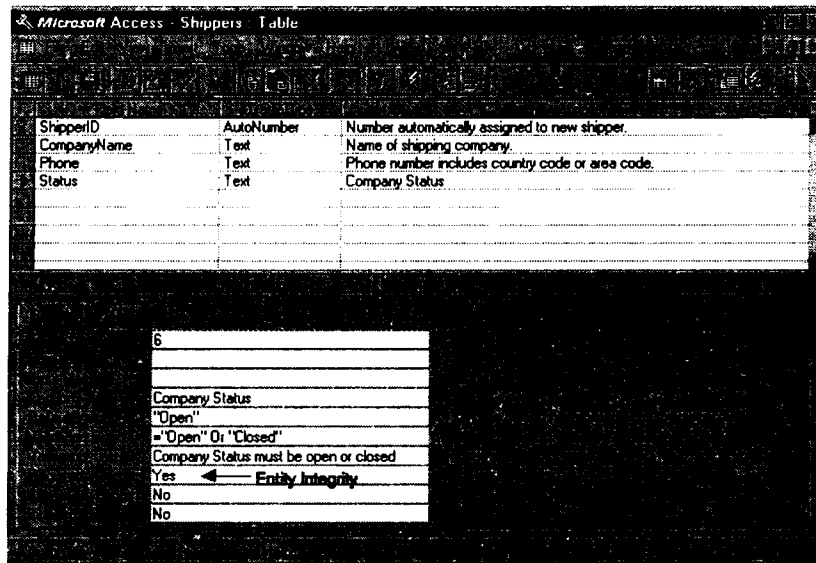 Microsoft Access - Shippers : Table
ShipperID AutoNumber Number automatically assigned to new shipper.
CompanyName Text Name of shipping company.
Phone Text Phone number includes country code or area code.
Status Text Company Status
6
Company Status
"Open"
="Open" Or "Closed"
Company Status must be open or closed
Yes Entity Integrity
No
No